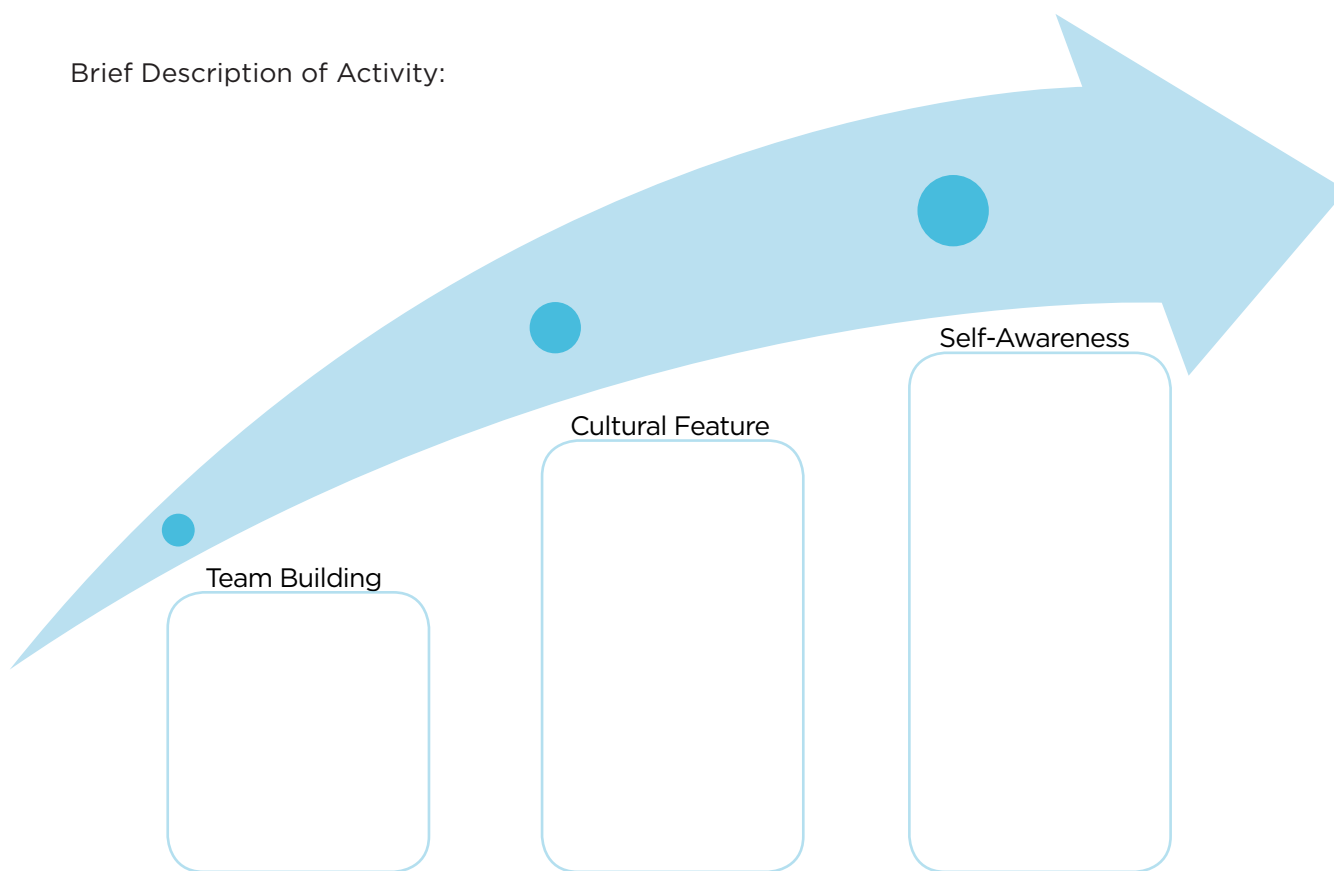 Brief Description of Activity:
Self-Awareness
Cultural Feature
Team Building